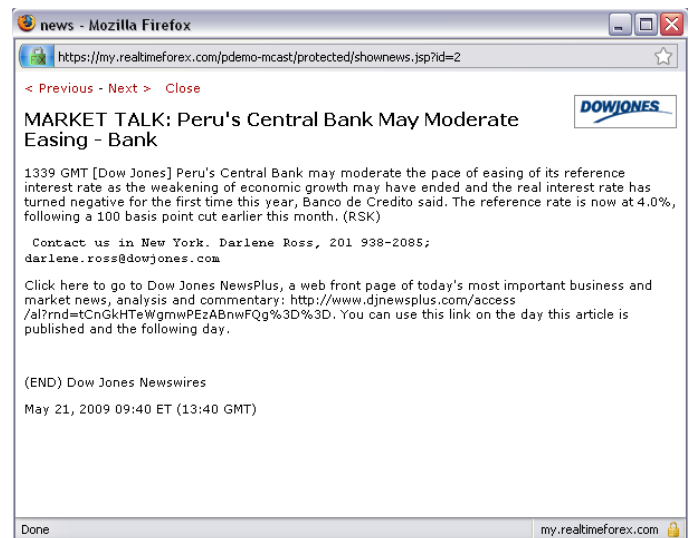 news - Mozilla Firefox
https://my.realtimeforex.com/pdemo-mcast/protected/shownews.jsp?id=2
< Previous - Next > Close
DOWJONES
MARKET TALK: Peru's Central Bank May Moderate
Easing - Bank
1339 GMT [Dow Jones] Peru's Central Bank may moderate the pace of easing of its reference
interest rate as the weakening of economic growth may have ended and the real interest rate has
turned negative for the first time this year, Banco de Credito said. The reference rate is now at 4.0%,
following a 100 basis point cut earlier this month. (RSK)
Contact us in New York. Darlene Ross, 201 938-2085;
darlene.ross@dowjones.com
Click here to go to Dow Jones NewsPlus, a web front page of today's most important business and
market news, analysis and commentary: http://www.djnewsplus.com/access
/al?rnd=tCnGkHTeWgmwPEzABnwFQg%3D%3D. You can use this link on the day this article is
published and the following day.
(END) Dow Jones Newswires
May 21, 2009 09:40 ET (13:40 GMT)
Done
my.realtimeforex.com